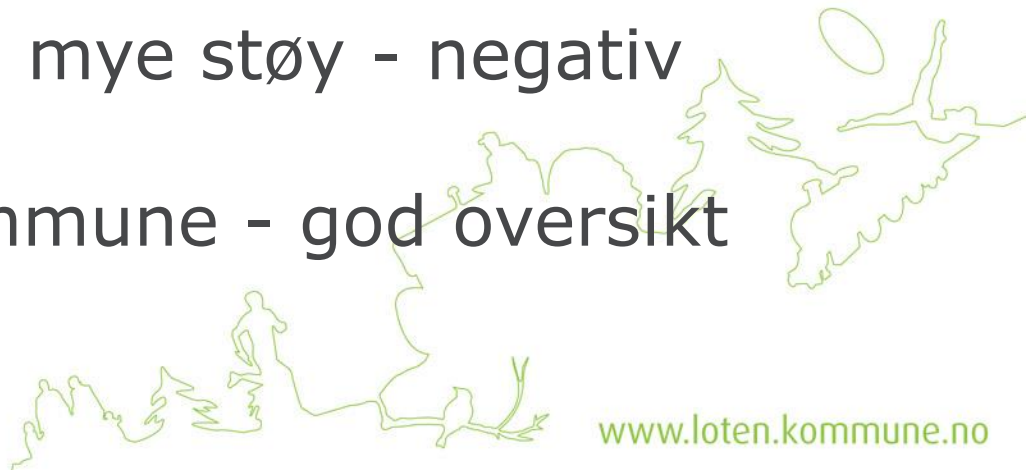 mye støy - negativ
mmune - god oversikt
www.loten.kommune.no